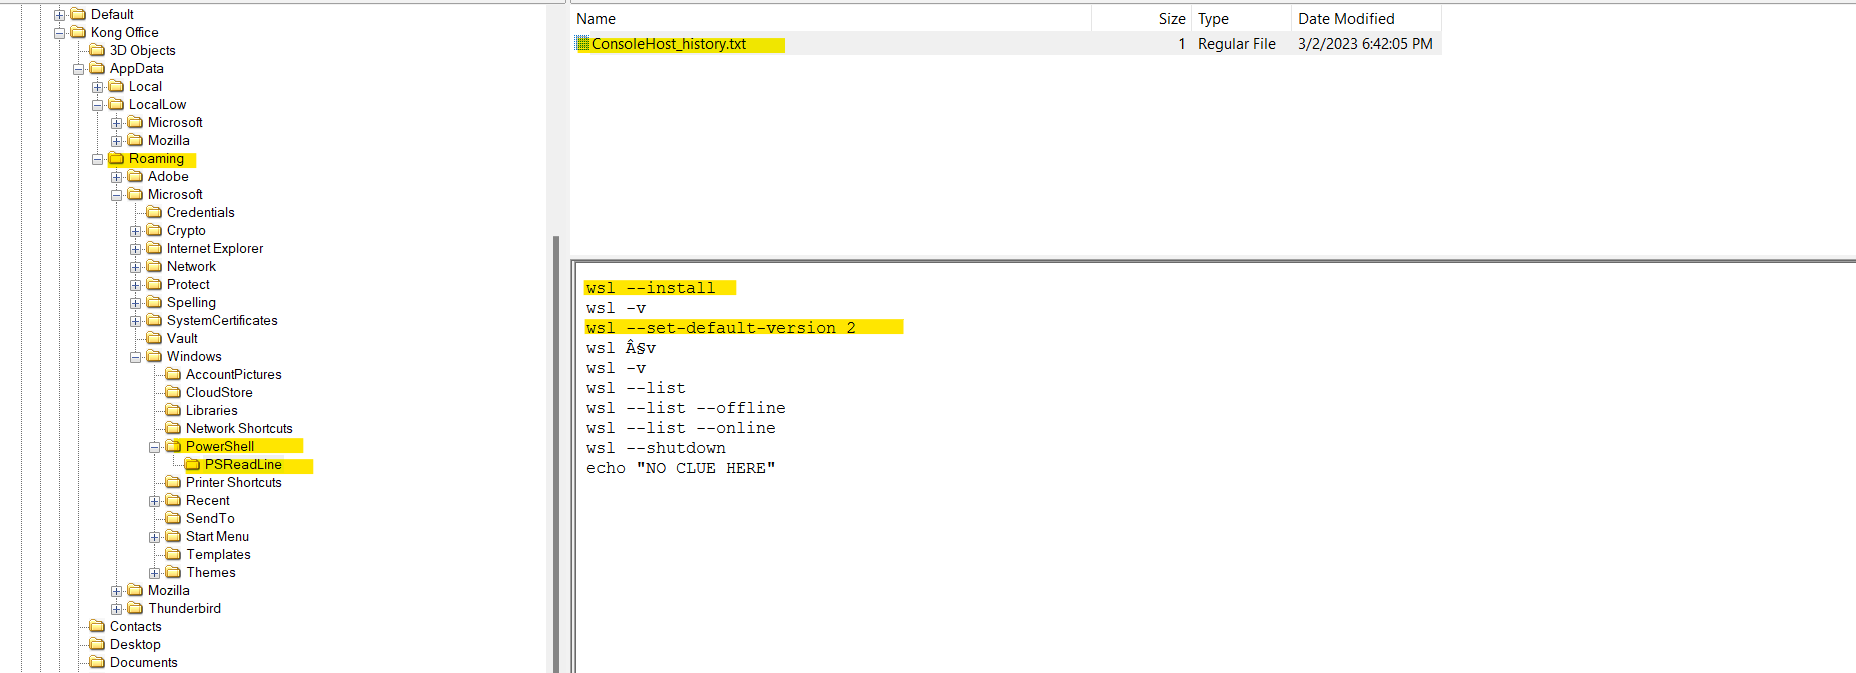 Default
Kong Office
3D Objects
AppData
Local
LocalLow
Microsoft
Mozilla
Roaming
Adobe
Microsoft
Credentials
Crypto
Internet Explorer
Network
Protect
Spelling
SystemCertificates
Vault
Windows
AccountPictures
CloudStore
Libraries
Network Shortcuts
PowerShell
PSReadLine
Printer Shortcuts
Recent
SendTo
Start Menu
Templates
Themes
Mozilla
Thunderbird
Contacts
Desktop
Documents
Name Size Type Date Modified
ConsoleHost_history.txt 1 Regular File 3/2/2023 6:42:05 PM
wsl --install
wsl -v
wsl --set-default-version 2
wsl Â§v
wsl -v
wsl --list
wsl --list --offline
wsl --list --online
wsl --shutdown
echo "NO CLUE HERE"